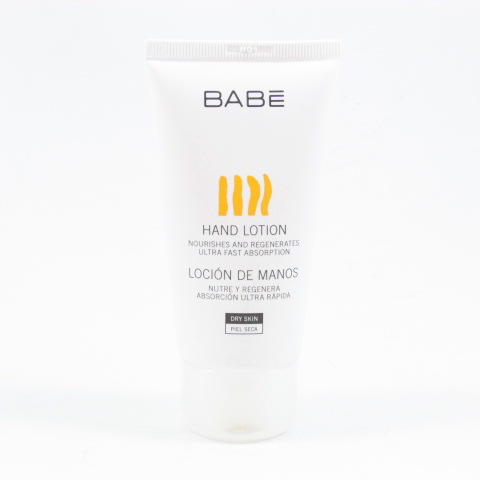 BABĒ
HAND LOTION
NOURISHES AND REGENERATES
ULTRA FAST ABSORPTION
LOCIÓN DE MANOS
NUTRE Y REGENERA
ABSORCIÓN ULTRA RÁPIDA
DRY SKIN
PIEL SECA